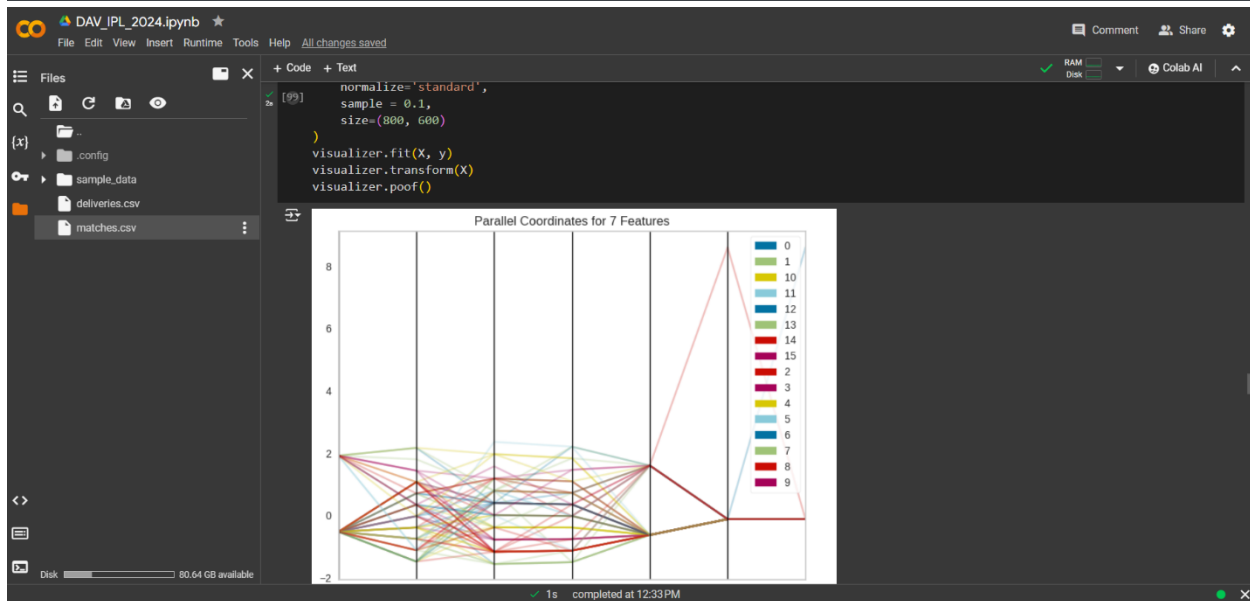 DAV_IPL_2024.ipynb
File Edit View Insert Runtime Tools Help All changes saved
Comment Share
Files
+ Code + Text
RAM
Disk
Colab AI
..
.config
sample_data
deliveries.csv
matches.csv
{x}
[99]
2s
normalize='standard',
sample = 0.1,
size=(800, 600)
)
visualizer.fit(X, y)
visualizer.transform(X)
visualizer.poof()
Parallel Coordinates for 7 Features
8
6
4
2
0
−2
0
1
10
11
12
13
14
15
2
3
4
5
6
7
8
9
Disk 80.64 GB available
1s completed at 12:33 PM